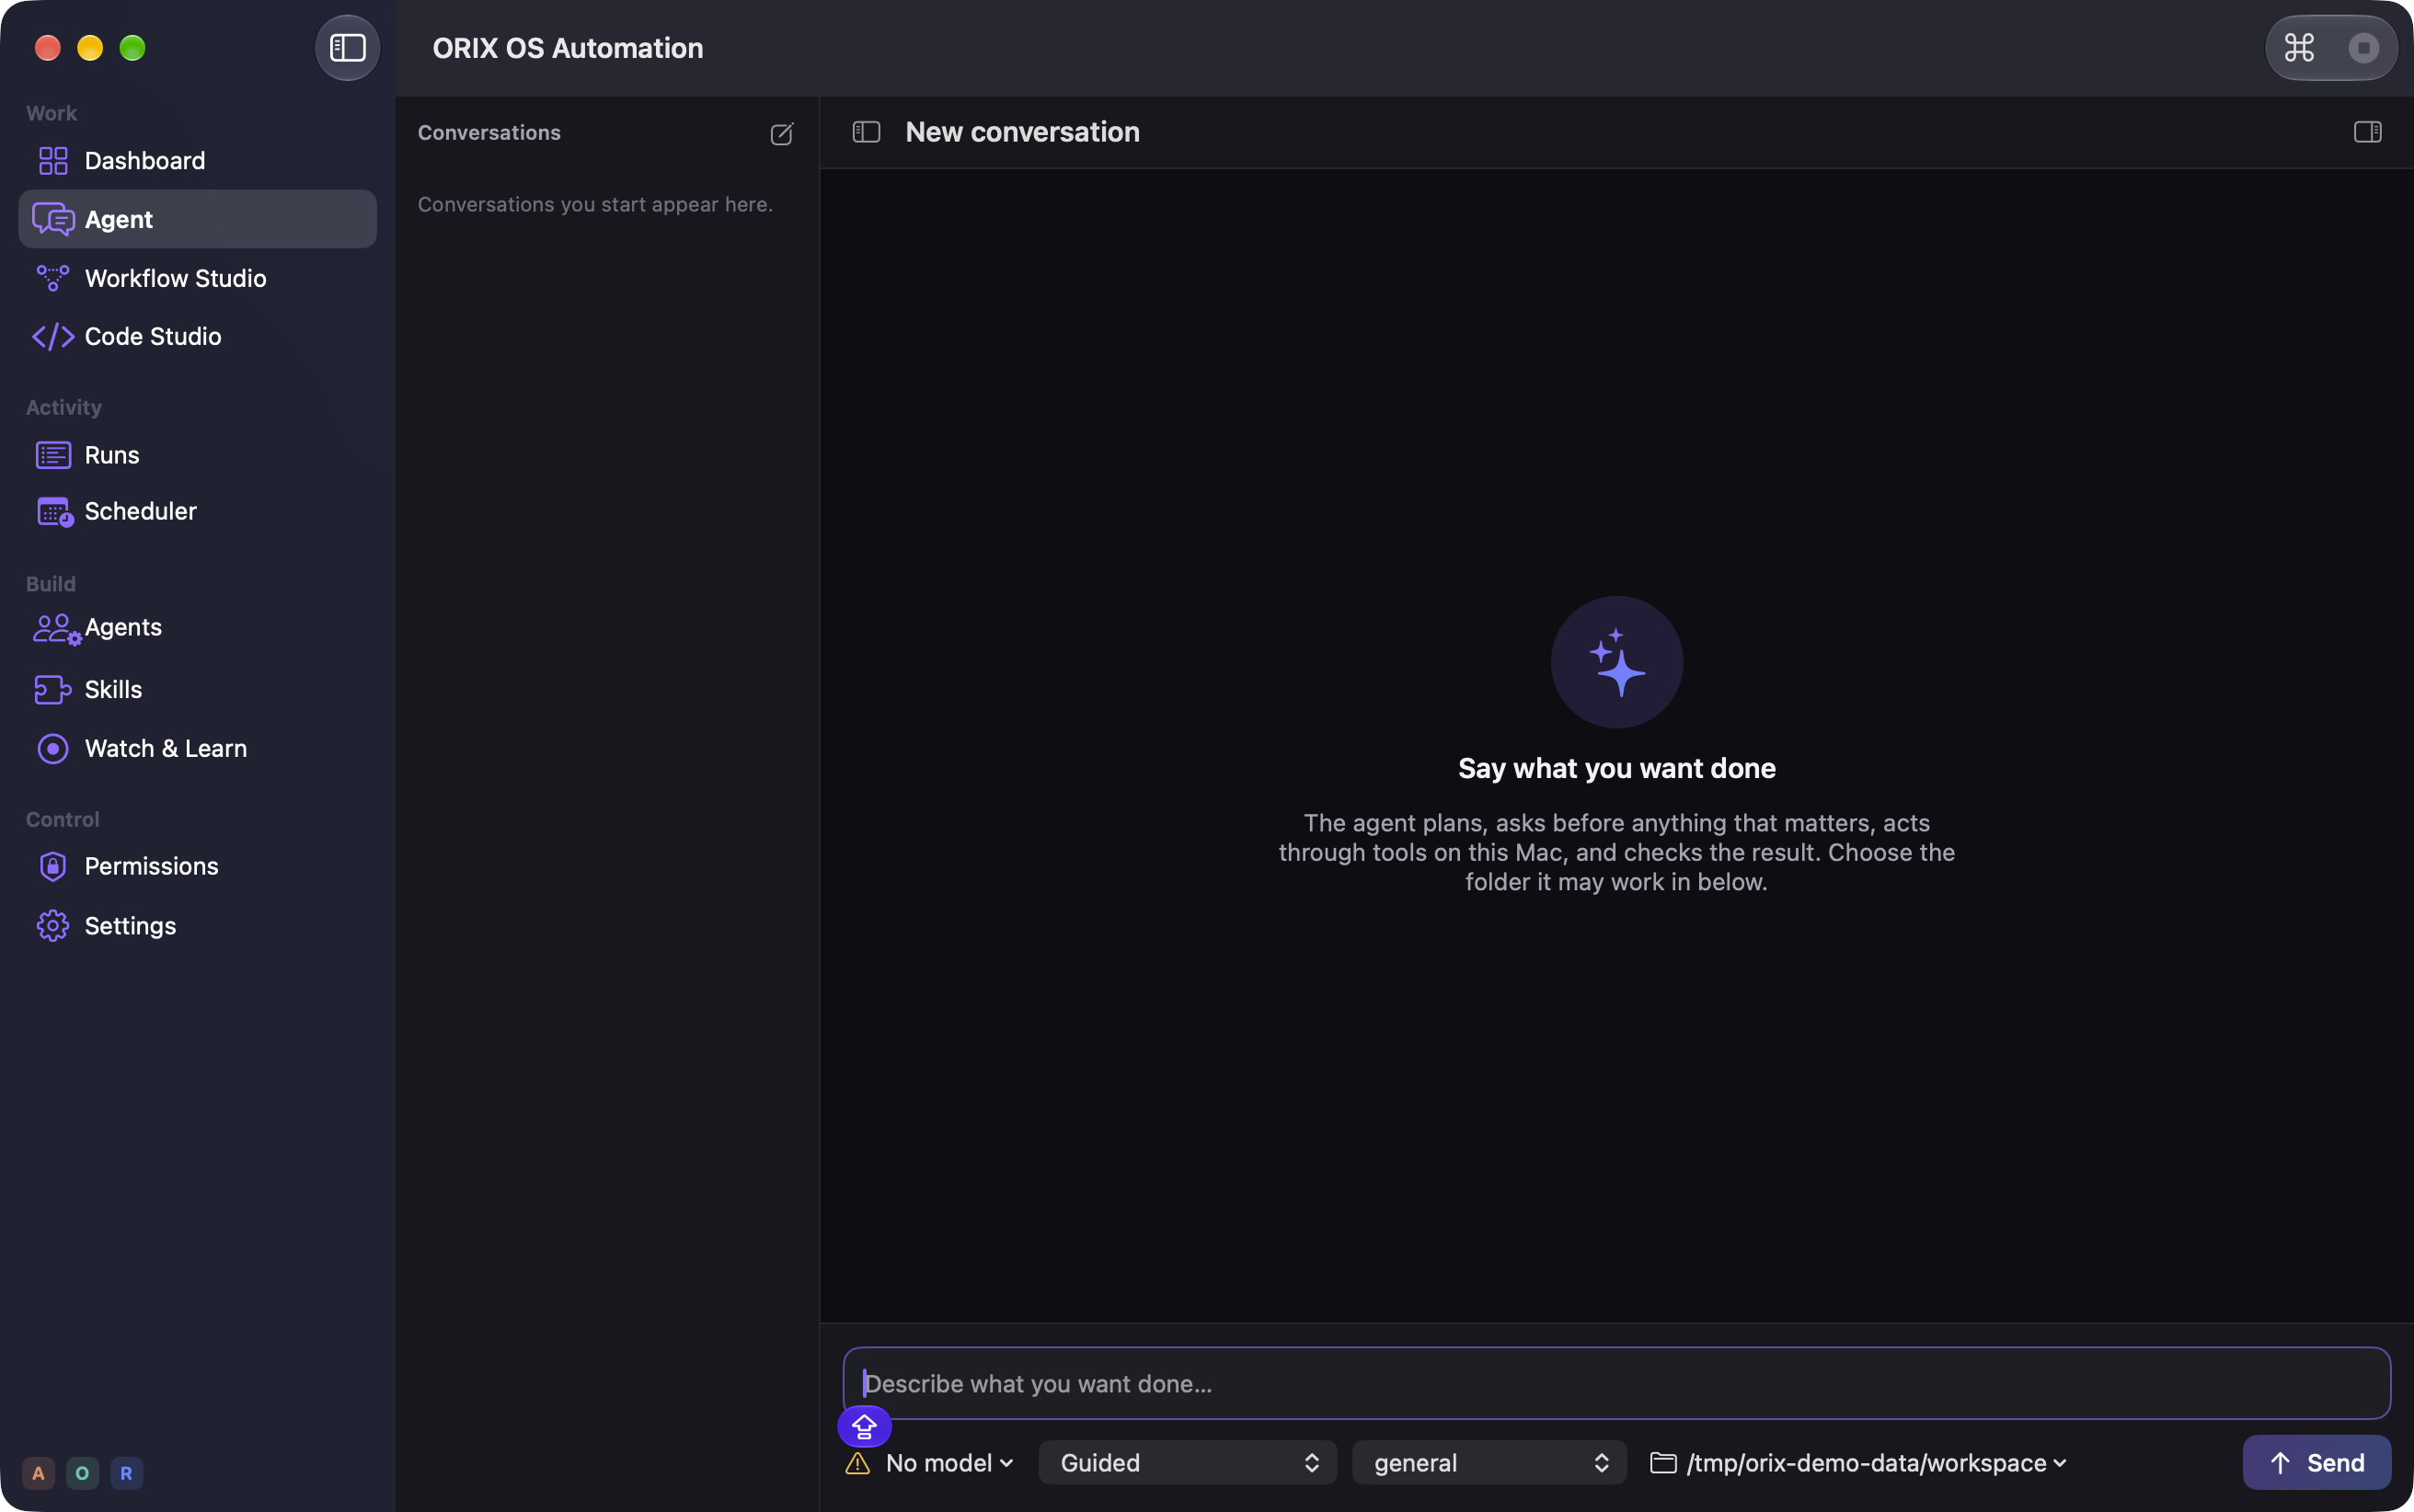 ORIX OS Automation
Work
Dashboard
Agent
Workflow Studio
Code Studio
Activity
Runs
Scheduler
Build
Agents
Skills
Watch & Learn
Control
Permissions
Settings
A O R
Conversations
Conversations you start appear here.
New conversation
Say what you want done
The agent plans, asks before anything that matters, acts
through tools on this Mac, and checks the result. Choose the
folder it may work in below.
Describe what you want done...
No model
Guided
general
/tmp/orix-demo-data/workspace
Send